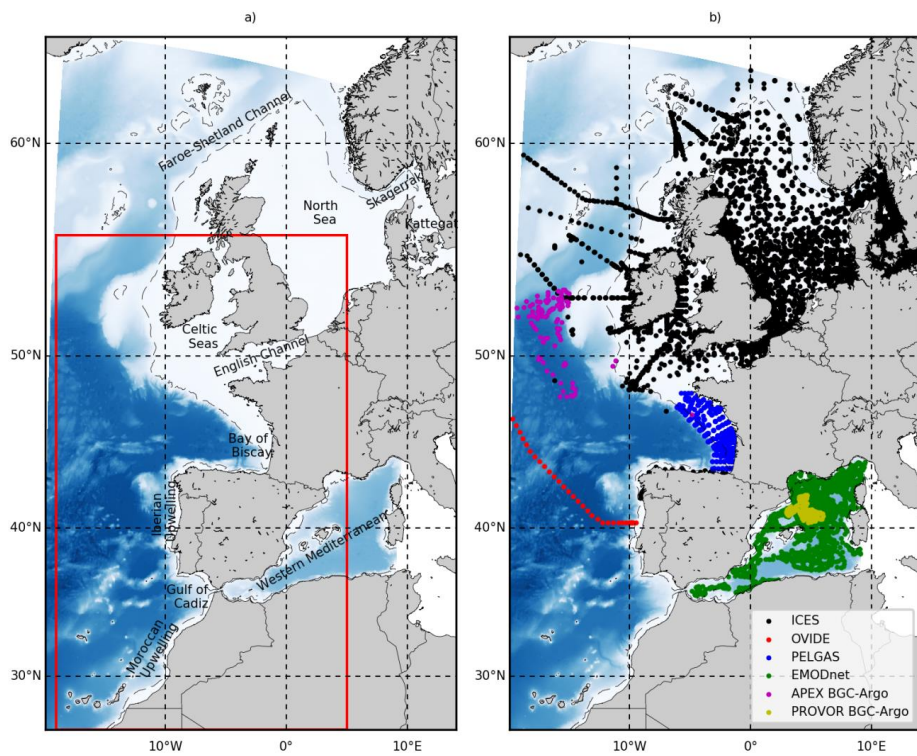 a)
60°N
50°N
40°N
30°N
10°W
0°
10°E
Faroe-Shetland Channel
North
Sea
Skagerrak
Kattegat
Celtic
Seas
English Channel
Bay of
Biscay
Iberian
Upwelling
Western Mediterranean
Gulf of
Cadiz
Moroccan
Upwelling
b)
60°N
50°N
40°N
30°N
10°W
0°
10°E
ICES
OVIDE
PELGAS
EMODnet
APEX BGC-Argo
PROVOR BGC-Argo